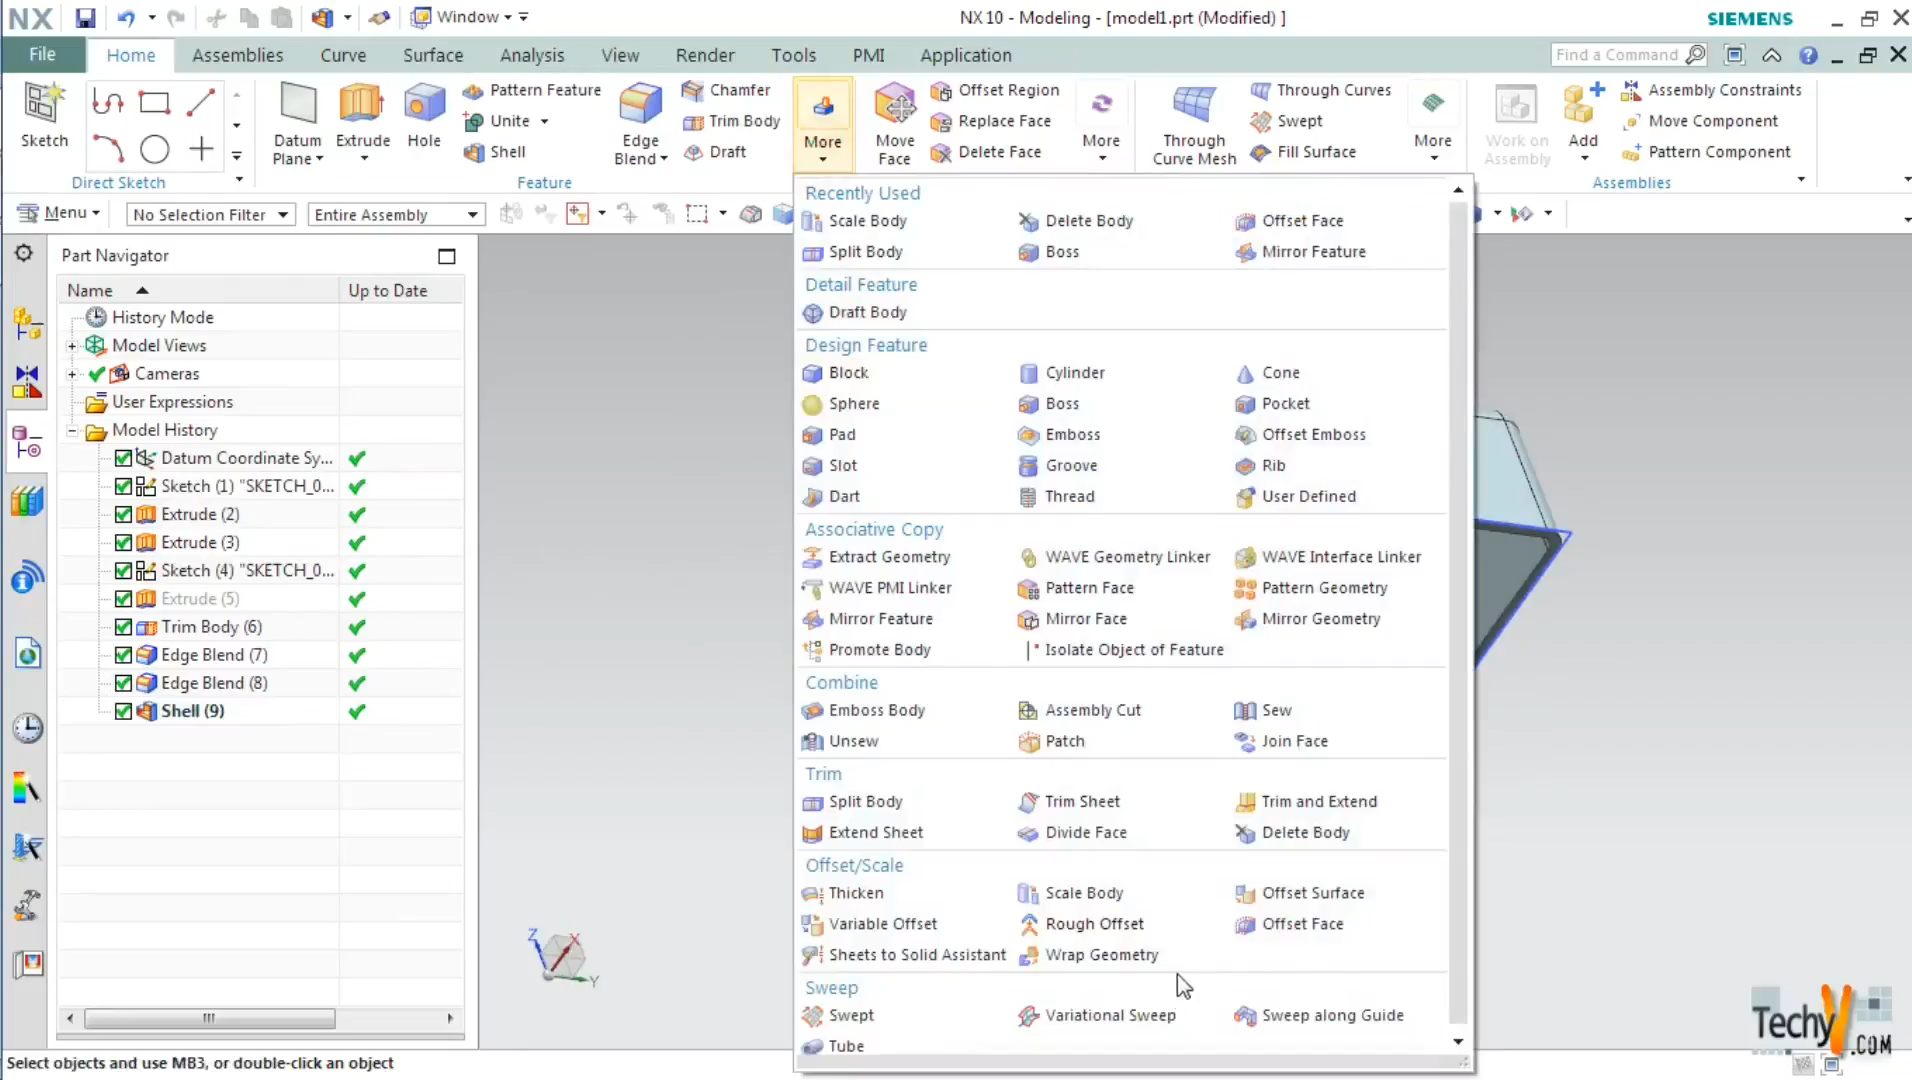 NX
Window
NX 10 - Modeling - [model1.prt (Modified) ]
SIEMENS
File
Home
Assemblies
Curve
Surface
Analysis
View
Render
Tools
PMI
Application
Find a Command
Sketch
Direct Sketch
Datum Plane
Extrude
Hole
Pattern Feature
Unite
Shell
Edge Blend
Chamfer
Trim Body
Draft
Feature
More
Move Face
Offset Region
Replace Face
Delete Face
More
Through Curve Mesh
Through Curves
Swept
Fill Surface
More
Work on Assembly
Add
Assembly Constraints
Move Component
Pattern Component
Assemblies
Menu
No Selection Filter
Entire Assembly
Part Navigator
Name
Up to Date
History Mode
Model Views
Cameras
User Expressions
Model History
Datum Coordinate Sy...
Sketch (1) "SKETCH_0...
Extrude (2)
Extrude (3)
Sketch (4) "SKETCH_0...
Extrude (5)
Trim Body (6)
Edge Blend (7)
Edge Blend (8)
Shell (9)
Recently Used
Scale Body Delete Body Offset Face
Split Body Boss Mirror Feature
Detail Feature
Draft Body
Design Feature
Block Cylinder Cone
Sphere Boss Pocket
Pad Emboss Offset Emboss
Slot Groove Rib
Dart Thread User Defined
Associative Copy
Extract Geometry WAVE Geometry Linker WAVE Interface Linker
WAVE PMI Linker Pattern Face Pattern Geometry
Mirror Feature Mirror Face Mirror Geometry
Promote Body Isolate Object of Feature
Combine
Emboss Body Assembly Cut Sew
Unsew Patch Join Face
Trim
Split Body Trim Sheet Trim and Extend
Extend Sheet Divide Face Delete Body
Offset/Scale
Thicken Scale Body Offset Surface
Variable Offset Rough Offset Offset Face
Sheets to Solid Assistant Wrap Geometry
Sweep
Swept Variational Sweep Sweep along Guide
Tube
Z X Y
TechyV.COM
Select objects and use MB3, or double-click an object